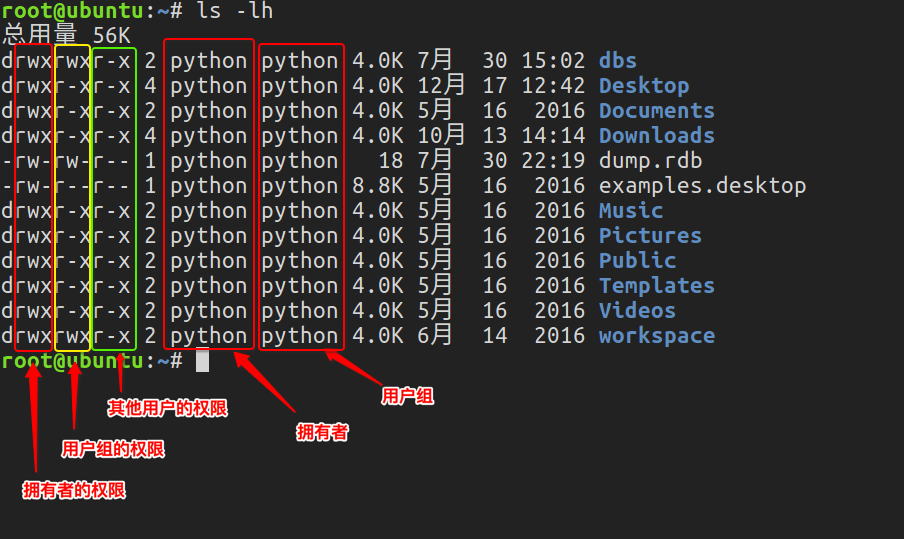 root@ubuntu:~# ls -lh
总用量 56K
drwxrwxr-x 2 python python 4.0K 7月 30 15:02 dbs
drwxr-xr-x 4 python python 4.0K 12月 17 12:42 Desktop
drwxr-xr-x 2 python python 4.0K 5月 16 2016 Documents
drwxr-xr-x 4 python python 4.0K 10月 13 14:14 Downloads
-rw-rw-r-- 1 python python 18 7月 30 22:19 dump.rdb
-rw-r--r-- 1 python python 8.8K 5月 16 2016 examples.desktop
drwxr-xr-x 2 python python 4.0K 5月 16 2016 Music
drwxr-xr-x 2 python python 4.0K 5月 16 2016 Pictures
drwxr-xr-x 2 python python 4.0K 5月 16 2016 Public
drwxr-xr-x 2 python python 4.0K 5月 16 2016 Templates
drwxr-xr-x 2 python python 4.0K 5月 16 2016 Videos
drwxrwxr-x 2 python python 4.0K 6月 14 2016 workspace
root@ubuntu:~#
用户组
其他用户的权限
拥有者
用户组的权限
拥有者的权限